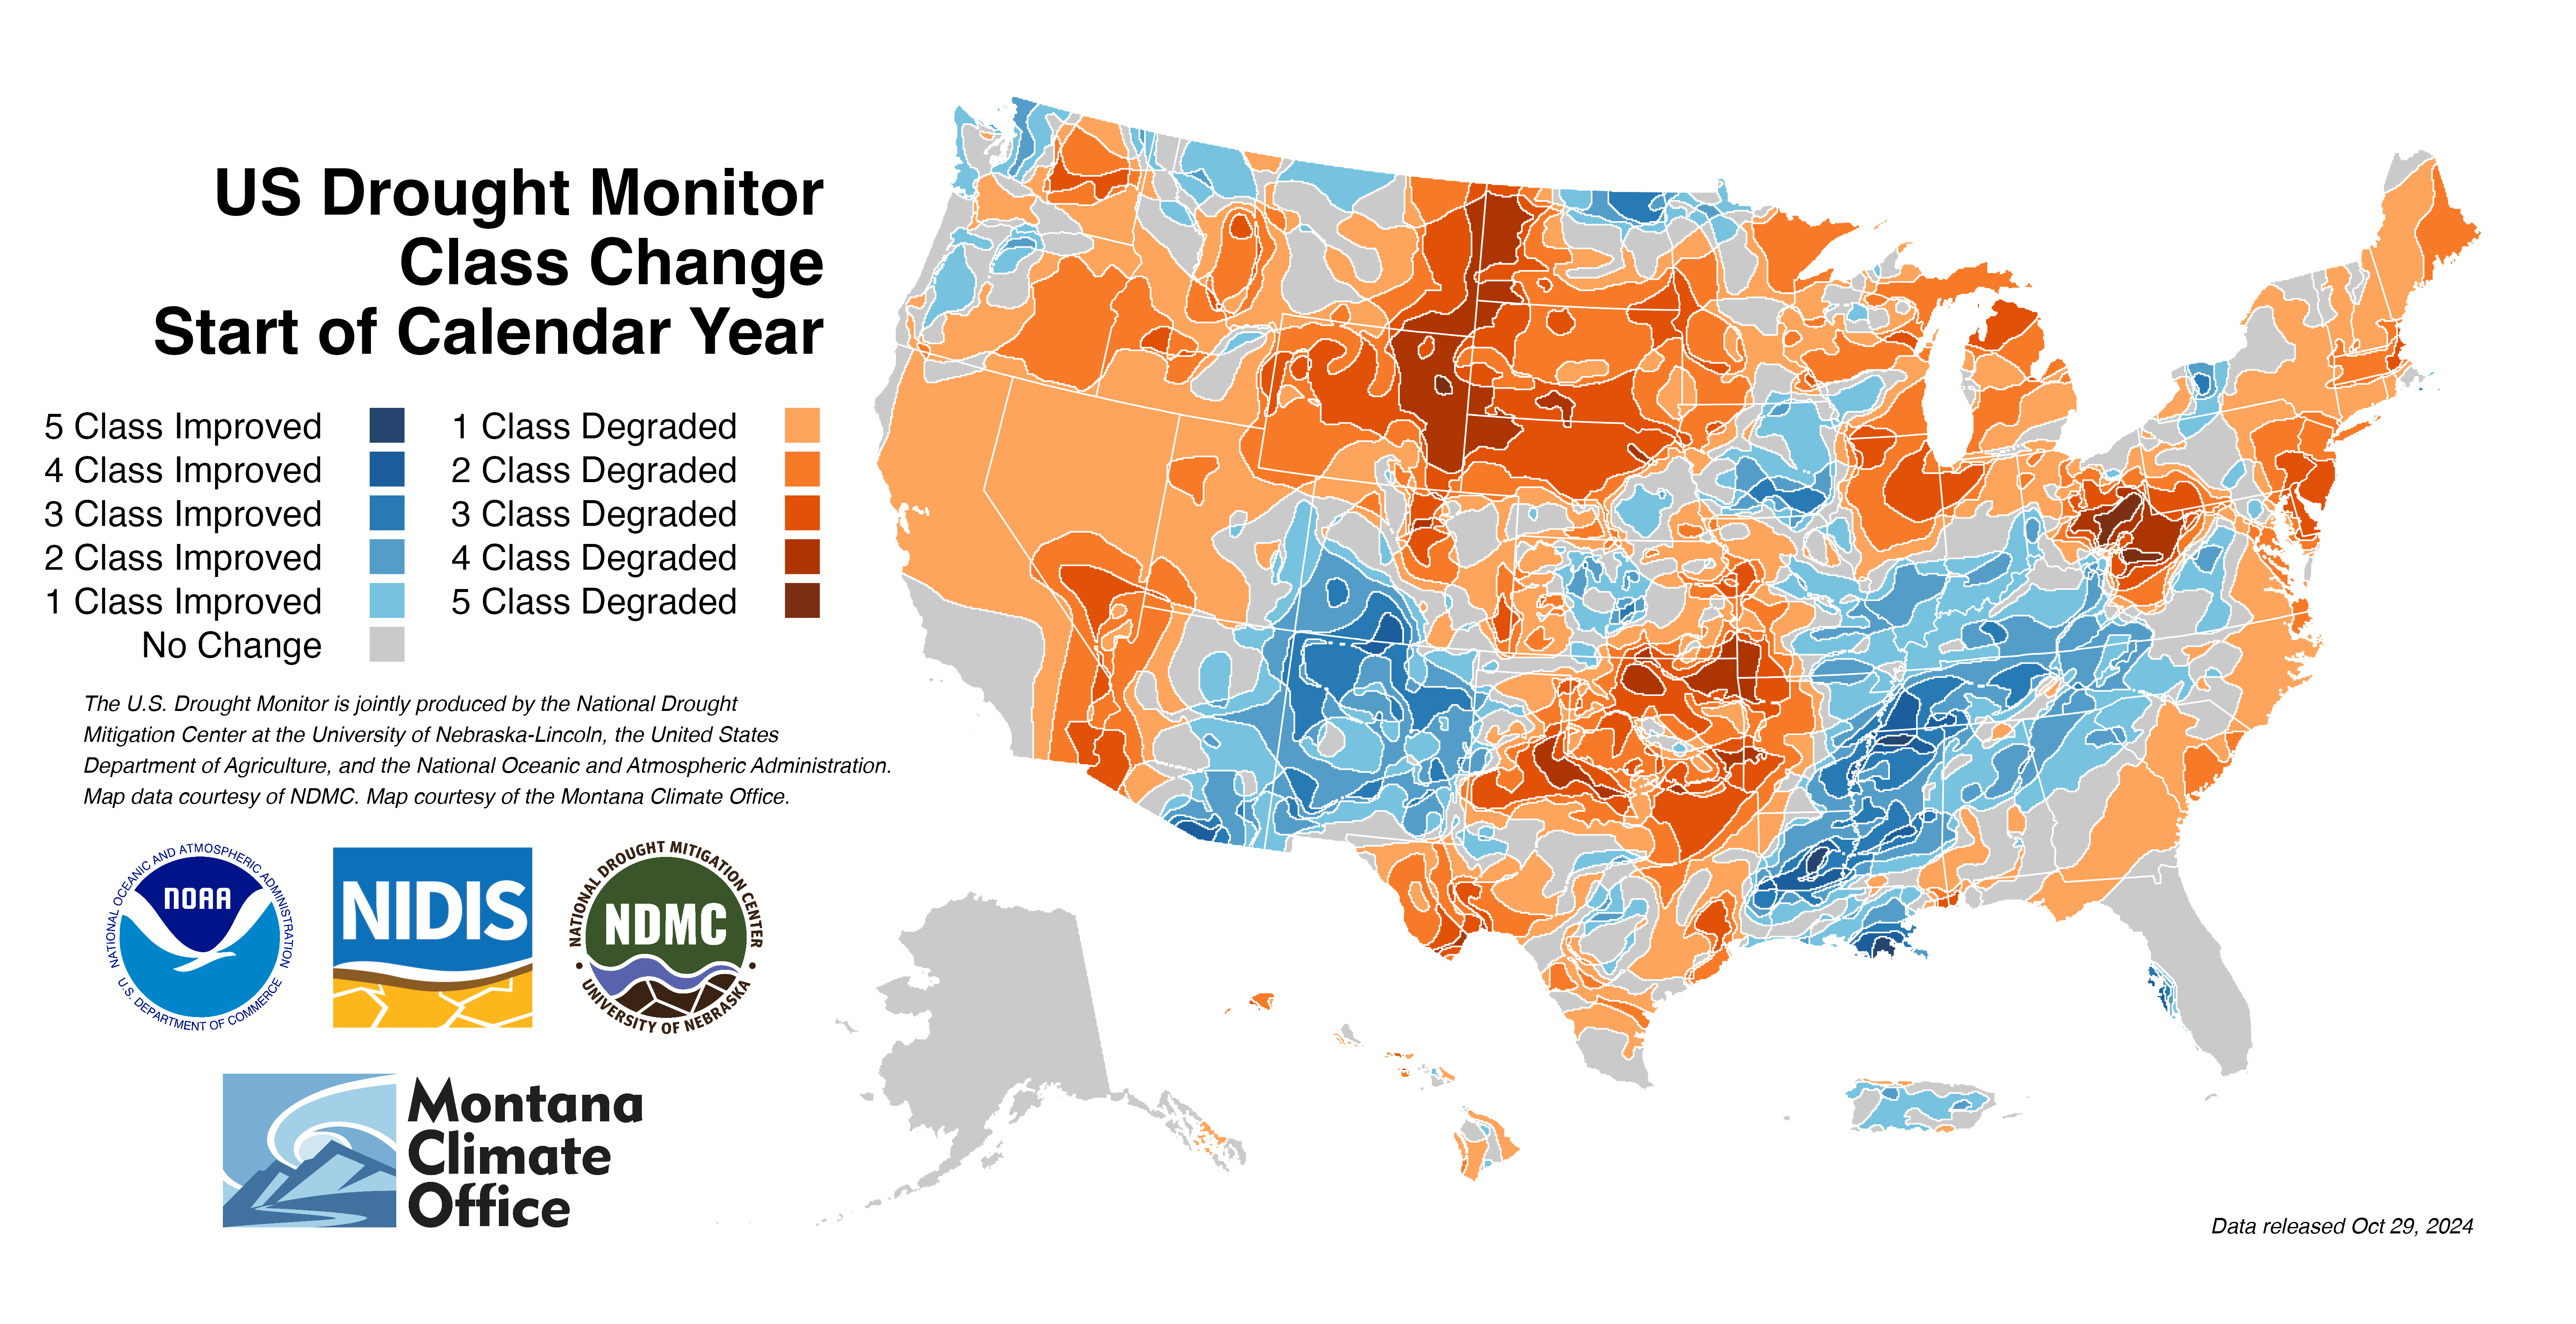 US Drought Monitor
Class Change
Start of Calendar Year
5 Class Improved
4 Class Improved
3 Class Improved
2 Class Improved
1 Class Improved
No Change
1 Class Degraded
2 Class Degraded
3 Class Degraded
4 Class Degraded
5 Class Degraded
The U.S. Drought Monitor is jointly produced by the National Drought
Mitigation Center at the University of Nebraska-Lincoln, the United States
Department of Agriculture, and the National Oceanic and Atmospheric Administration.
Map data courtesy of NDMC. Map courtesy of the Montana Climate Office.
NATIONAL OCEANIC AND ATMOSPHERIC ADMINISTRATION
NOAA
U.S. DEPARTMENT OF COMMERCE
NIDIS
NATIONAL DROUGHT MITIGATION CENTER
NDMC
UNIVERSITY OF NEBRASKA
Montana
Climate
Office
Data released Oct 29, 2024